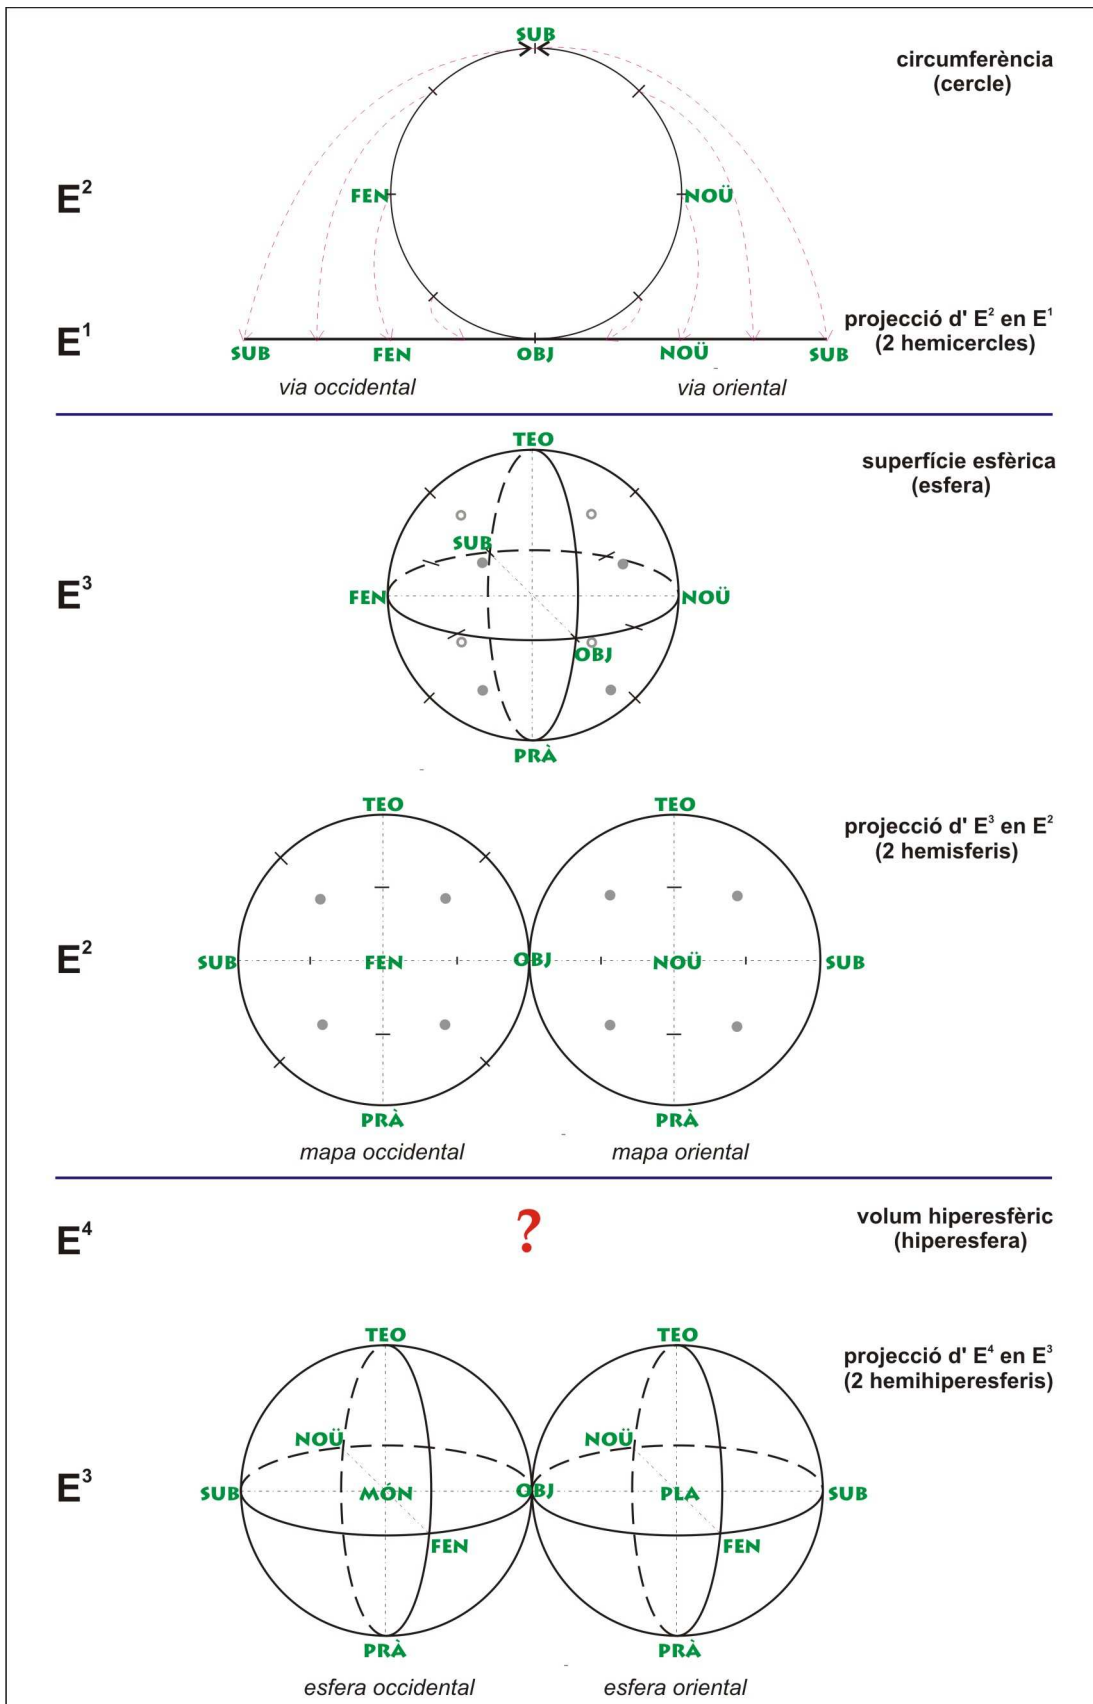 SUB
circumferència
(cercle)
E²
FEN
NOÜ
E¹
projecció d' E² en E¹
(2 hemicercles)
SUB
FEN
OBJ
NOÜ
SUB
via occidental
via oriental
TEO
superfície esfèrica
(esfera)
SUB
E³
FEN
NOÜ
OBJ
PRÀ
TEO
TEO
projecció d' E³ en E²
(2 hemisferis)
E²
SUB
FEN
OBJ
NOÜ
SUB
PRÀ
PRÀ
mapa occidental
mapa oriental
E⁴
?
volum hiperesfèric
(hiperesfera)
TEO
TEO
projecció d' E⁴ en E³
(2 hemihiperesferis)
NOÜ
NOÜ
E³
SUB
MÓN
OBJ
PLA
SUB
FEN
FEN
PRÀ
PRÀ
esfera occidental
esfera oriental